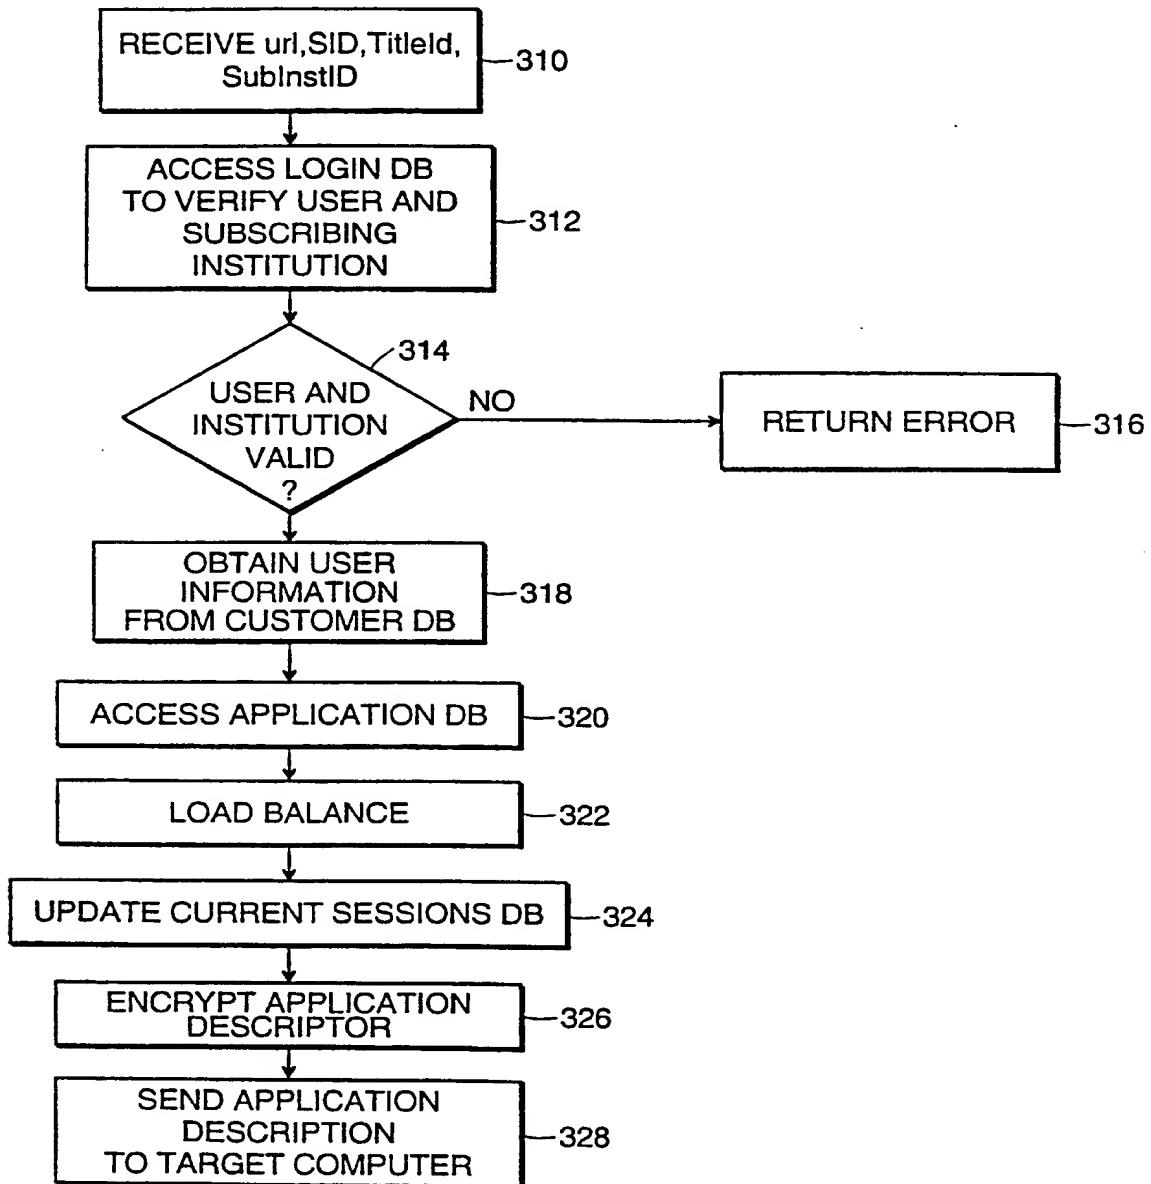 RECEIVE url,SID,TitleId,
SubInstID
310
ACCESS LOGIN DB
TO VERIFY USER AND
SUBSCRIBING
INSTITUTION
312
314
USER AND
INSTITUTION
VALID
?
NO
RETURN ERROR
316
OBTAIN USER
INFORMATION
FROM CUSTOMER DB
318
ACCESS APPLICATION DB
320
LOAD BALANCE
322
UPDATE CURRENT SESSIONS DB
324
ENCRYPT APPLICATION
DESCRIPTOR
326
SEND APPLICATION
DESCRIPTION
TO TARGET COMPUTER
328